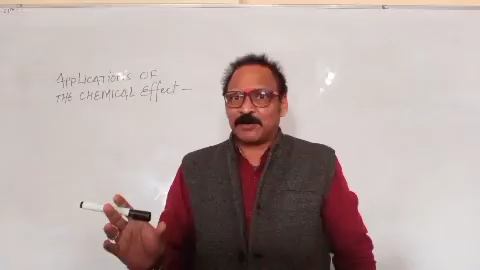 APPLICATIONS OF
THE CHEMICAL Effect –